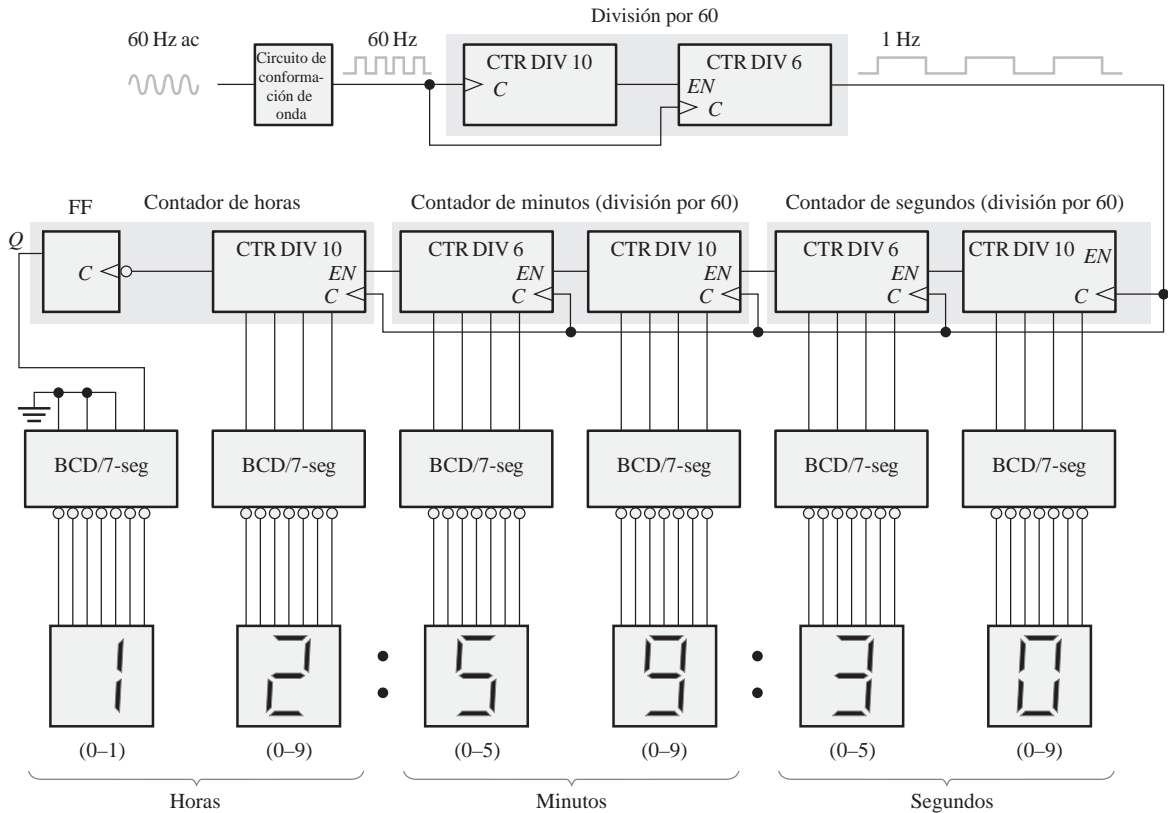 División por 60
60 Hz ac
60 Hz
1 Hz
Circuito de
conforma-
ción de
onda
CTR DIV 10
C
CTR DIV 6
EN
C
FF
Contador de horas
Contador de minutos (división por 60)
Contador de segundos (división por 60)
Q
C
CTR DIV 10
EN
C
CTR DIV 6
EN
C
CTR DIV 10
EN
C
CTR DIV 6
EN
C
CTR DIV 10
EN
C
BCD/7-seg
BCD/7-seg
BCD/7-seg
BCD/7-seg
BCD/7-seg
BCD/7-seg
1 2 : 5 9 : 3 0
(0–1)
(0–9)
(0–5)
(0–9)
(0–5)
(0–9)
Horas
Minutos
Segundos